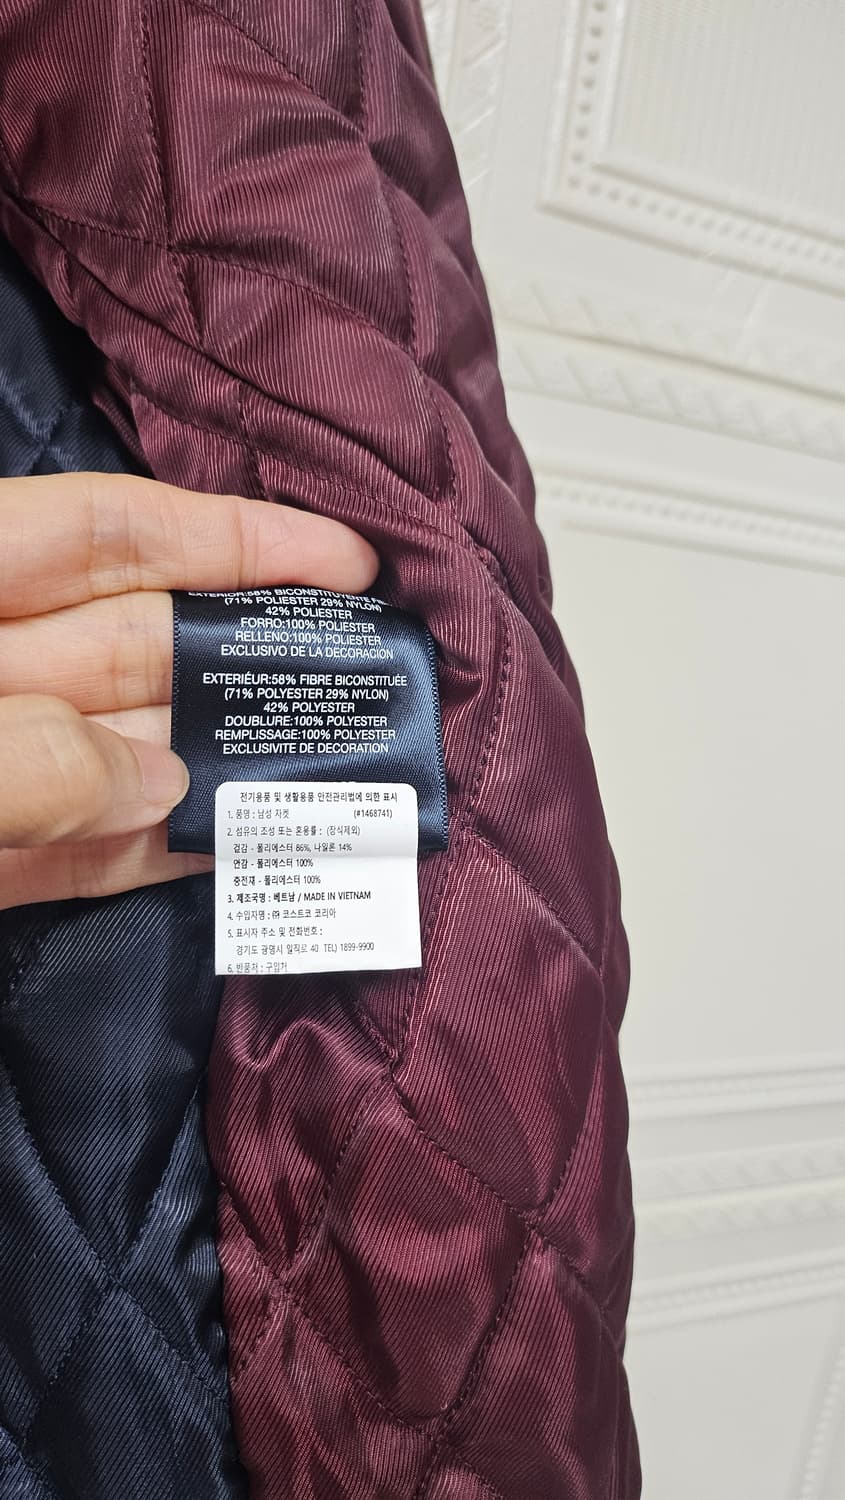 EXTERIOR:58% BICONSTITUYENTE
(71% POLIESTER 29% NYLON)
42% POLIESTER
FORRO:100% POLIESTER
RELLENO:100% POLIESTER
EXCLUSIVO DE LA DECORACION
EXTERIÉUR:58% FIBRE BICONSTITUÉE
(71% POLYESTER 29% NYLON)
42% POLYESTER
DOUBLURE:100% POLYESTER
REMPLISSAGE:100% POLYESTER
EXCLUSIVITE DE DECORATION
전기용품 및 생활용품 안전관리법에 의한 표시
1. 품명 : 남성 자켓 (#1468741)
2. 섬유의 조성 또는 혼용률 : (장식제외)
겉감 - 폴리에스터 86%, 나일론 14%
안감 - 폴리에스터 100%
충전재 - 폴리에스터 100%
3. 제조국명 : 베트남 / MADE IN VIETNAM
4. 수입자명 : ㈜ 코스트코 코리아
5. 표시자 주소 및 전화번호 :
경기도 광명시 일직로 40 TEL) 1899-9900
6. 반품처 : 구입처